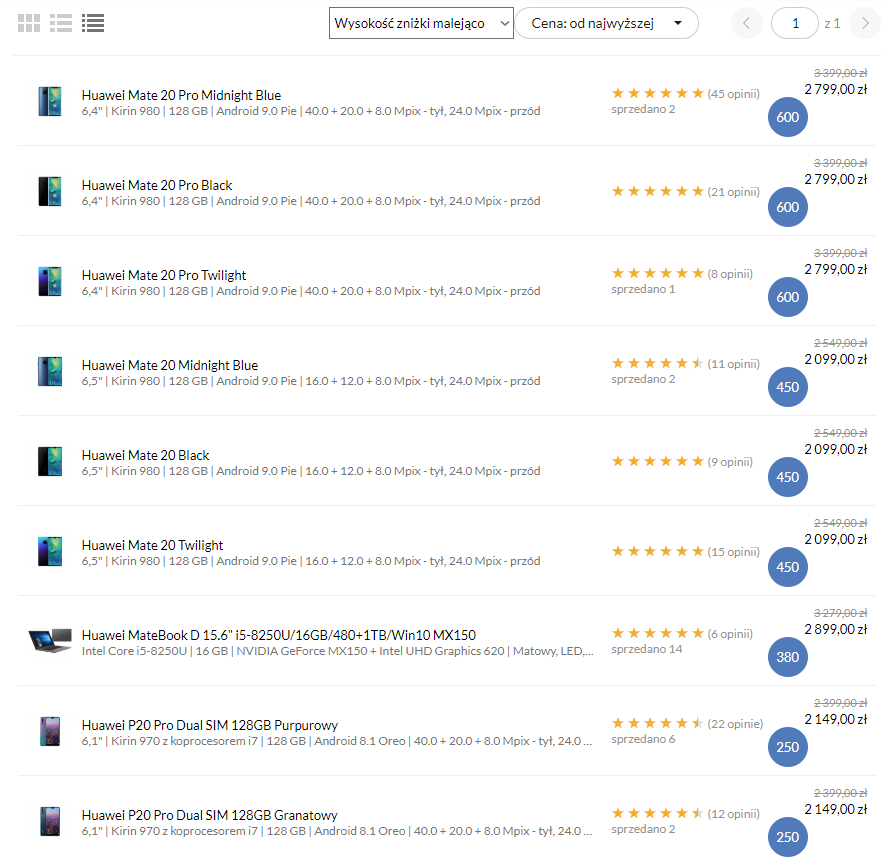 Wysokość zniżki malejąco
Cena: od najwyższej
1
z 1
Huawei Mate 20 Pro Midnight Blue
6,4" | Kirin 980 | 128 GB | Android 9.0 Pie | 40.0 + 20.0 + 8.0 Mpix - tył, 24.0 Mpix - przód
(45 opinii)
sprzedano 2
3 399,00 zł
2 799,00 zł
600
Huawei Mate 20 Pro Black
6,4" | Kirin 980 | 128 GB | Android 9.0 Pie | 40.0 + 20.0 + 8.0 Mpix - tył, 24.0 Mpix - przód
(21 opinii)
3 399,00 zł
2 799,00 zł
600
Huawei Mate 20 Pro Twilight
6,4" | Kirin 980 | 128 GB | Android 9.0 Pie | 40.0 + 20.0 + 8.0 Mpix - tył, 24.0 Mpix - przód
(8 opinii)
sprzedano 1
3 399,00 zł
2 799,00 zł
600
Huawei Mate 20 Midnight Blue
6,5" | Kirin 980 | 128 GB | Android 9.0 Pie | 16.0 + 12.0 + 8.0 Mpix - tył, 24.0 Mpix - przód
(11 opinii)
sprzedano 2
2 549,00 zł
2 099,00 zł
450
Huawei Mate 20 Black
6,5" | Kirin 980 | 128 GB | Android 9.0 Pie | 16.0 + 12.0 + 8.0 Mpix - tył, 24.0 Mpix - przód
(9 opinii)
2 549,00 zł
2 099,00 zł
450
Huawei Mate 20 Twilight
6,5" | Kirin 980 | 128 GB | Android 9.0 Pie | 16.0 + 12.0 + 8.0 Mpix - tył, 24.0 Mpix - przód
(15 opinii)
2 549,00 zł
2 099,00 zł
450
Huawei MateBook D 15.6" i5-8250U/16GB/480+1TB/Win10 MX150
Intel Core i5-8250U | 16 GB | NVIDIA GeForce MX150 + Intel UHD Graphics 620 | Matowy, LED,...
(6 opinii)
sprzedano 14
3 279,00 zł
2 899,00 zł
380
Huawei P20 Pro Dual SIM 128GB Purpurowy
6,1" | Kirin 970 z koprocesorem i7 | 128 GB | Android 8.1 Oreo | 40.0 + 20.0 + 8.0 Mpix - tył, 24.0 ...
(22 opinie)
sprzedano 6
2 399,00 zł
2 149,00 zł
250
Huawei P20 Pro Dual SIM 128GB Granatowy
6,1" | Kirin 970 z koprocesorem i7 | 128 GB | Android 8.1 Oreo | 40.0 + 20.0 + 8.0 Mpix - tył, 24.0 ...
(12 opinii)
sprzedano 2
2 399,00 zł
2 149,00 zł
250